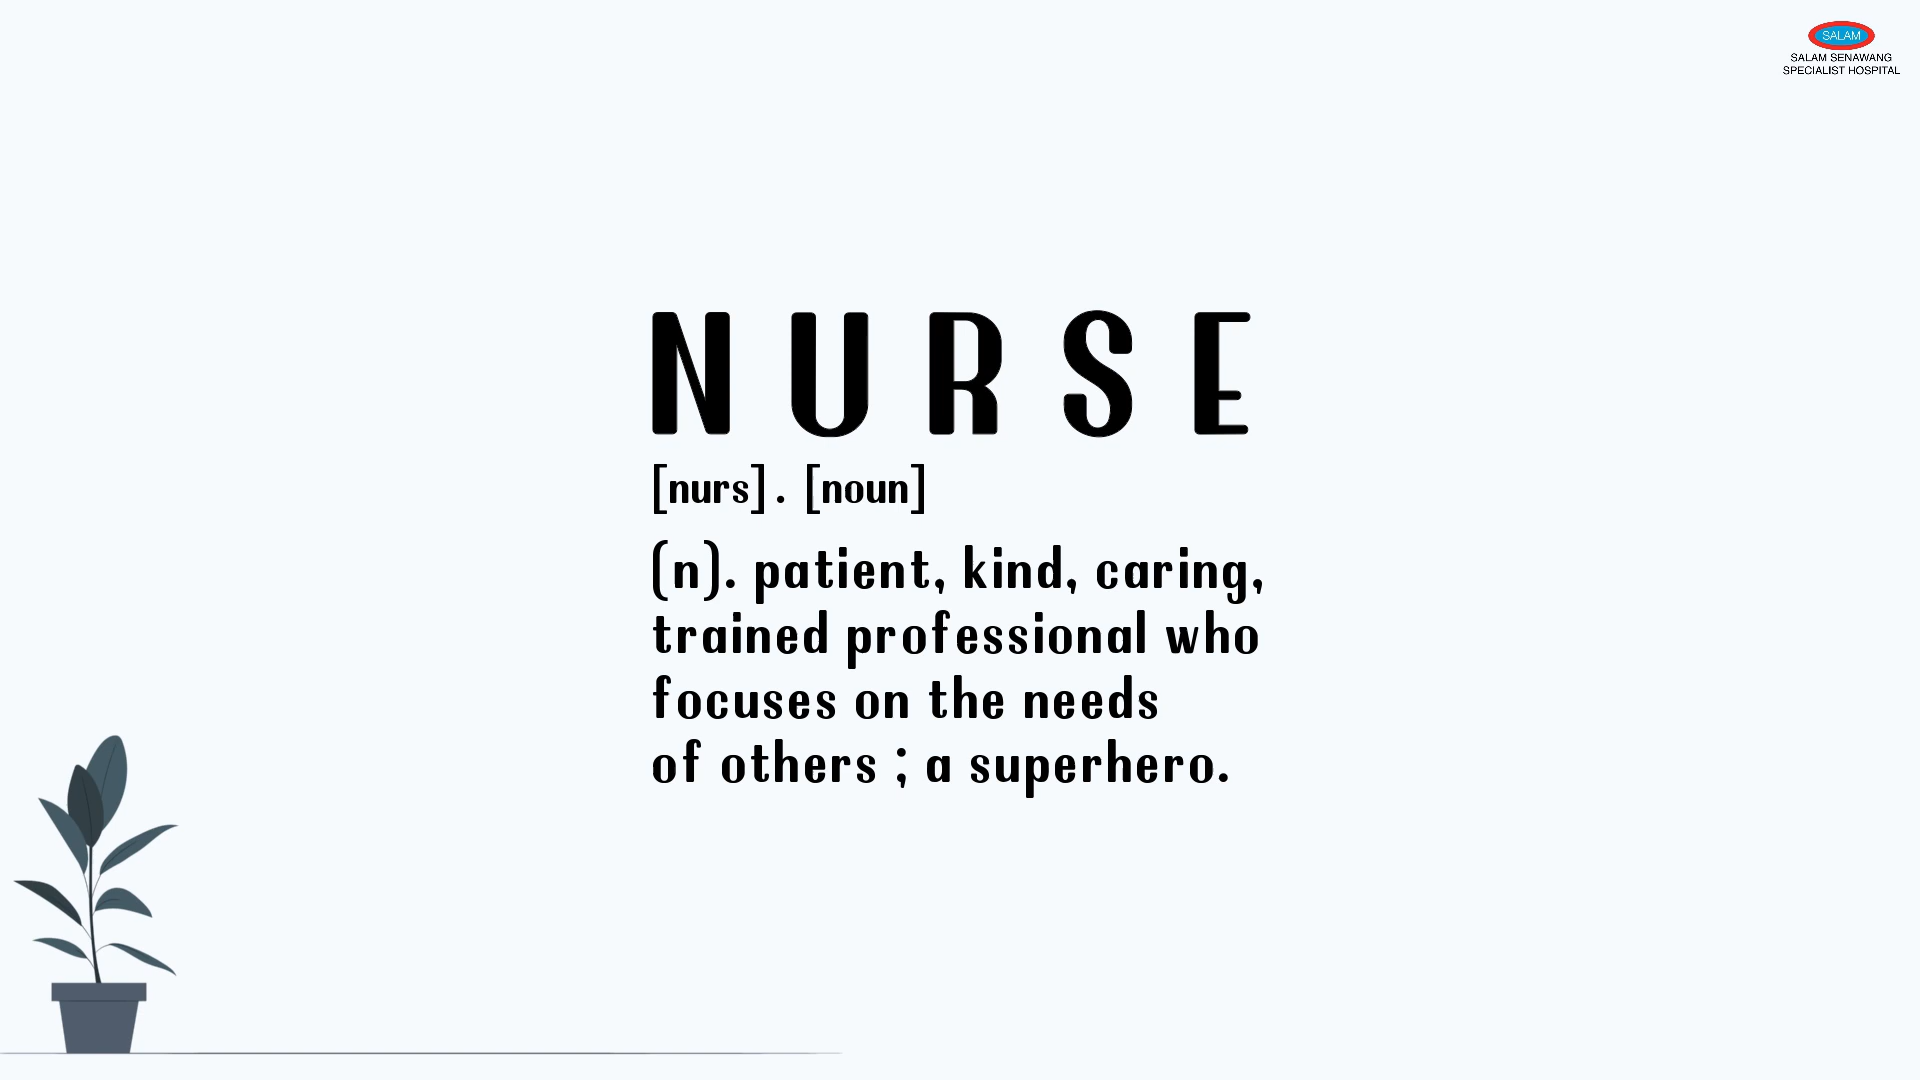 SALAM
SALAM SENAWANG
SPECIALIST HOSPITAL
NURSE
[nurs] . [noun]
(n). patient, kind, caring,
trained professional who
focuses on the needs
of others ; a superhero.